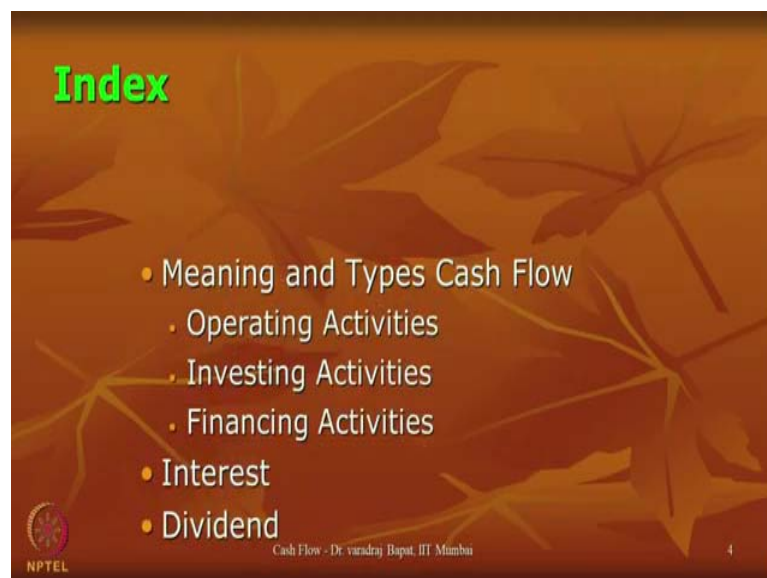 Index
• Meaning and Types Cash Flow
• Operating Activities
• Investing Activities
• Financing Activities
• Interest
• Dividend
Cash Flow - Dr. varadraj Bapat, IIT Mumbai
4
NPTEL